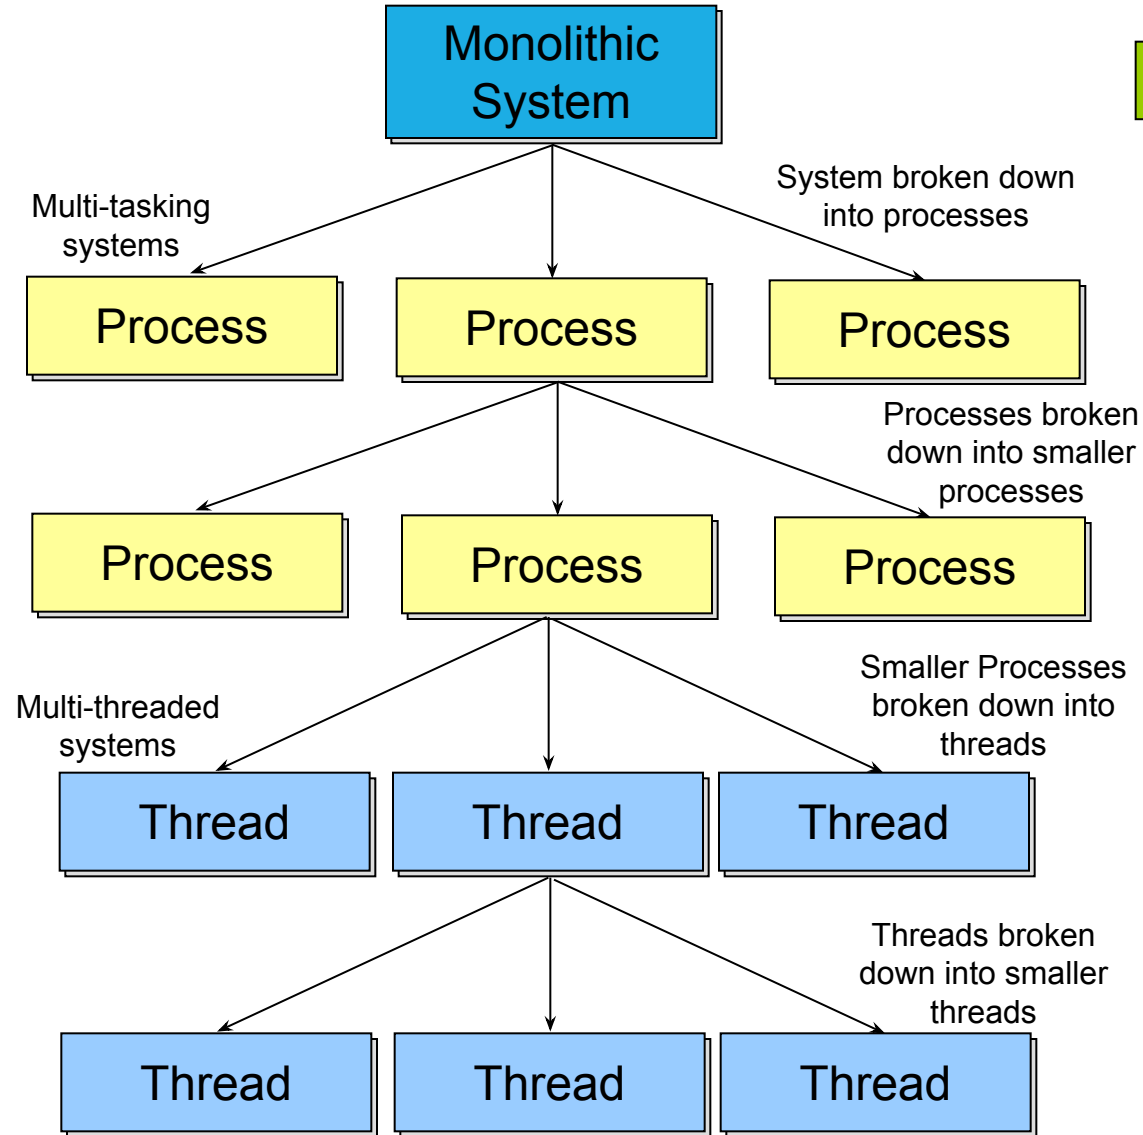 Monolithic
System
System broken down
into processes
Multi-tasking
systems
Process
Process
Process
Processes broken
down into smaller
processes
Process
Process
Process
Smaller Processes
broken down into
threads
Multi-threaded
systems
Thread
Thread
Thread
Threads broken
down into smaller
threads
Thread
Thread
Thread